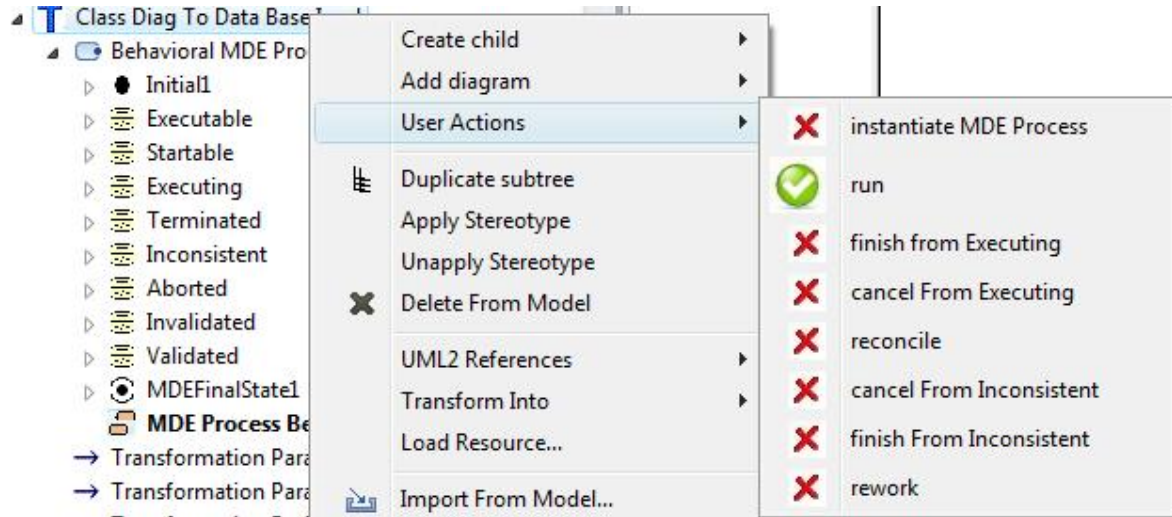 Class Diag To Data Base
Behavioral MDE Pro
Initial1
Executable
Startable
Executing
Terminated
Inconsistent
Aborted
Invalidated
Validated
MDEFinalState1
MDE Process Be
Transformation Para
Transformation Para
Create child
Add diagram
User Actions
Duplicate subtree
Apply Stereotype
Unapply Stereotype
Delete From Model
UML2 References
Transform Into
Load Resource...
Import From Model...
instantiate MDE Process
run
finish from Executing
cancel From Executing
reconcile
cancel From Inconsistent
finish From Inconsistent
rework